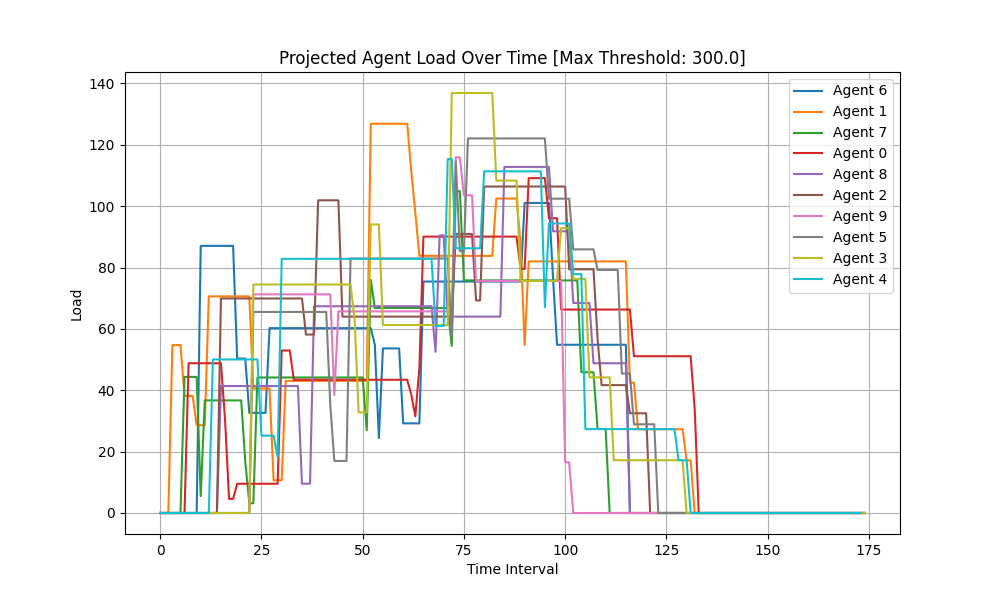 Projected Agent Load Over Time [Max Threshold: 300.0]
Load
140
120
100
80
60
40
20
0
Agent 6
Agent 1
Agent 7
Agent 0
Agent 8
Agent 2
Agent 9
Agent 5
Agent 3
Agent 4
0 25 50 75 100 125 150 175
Time Interval